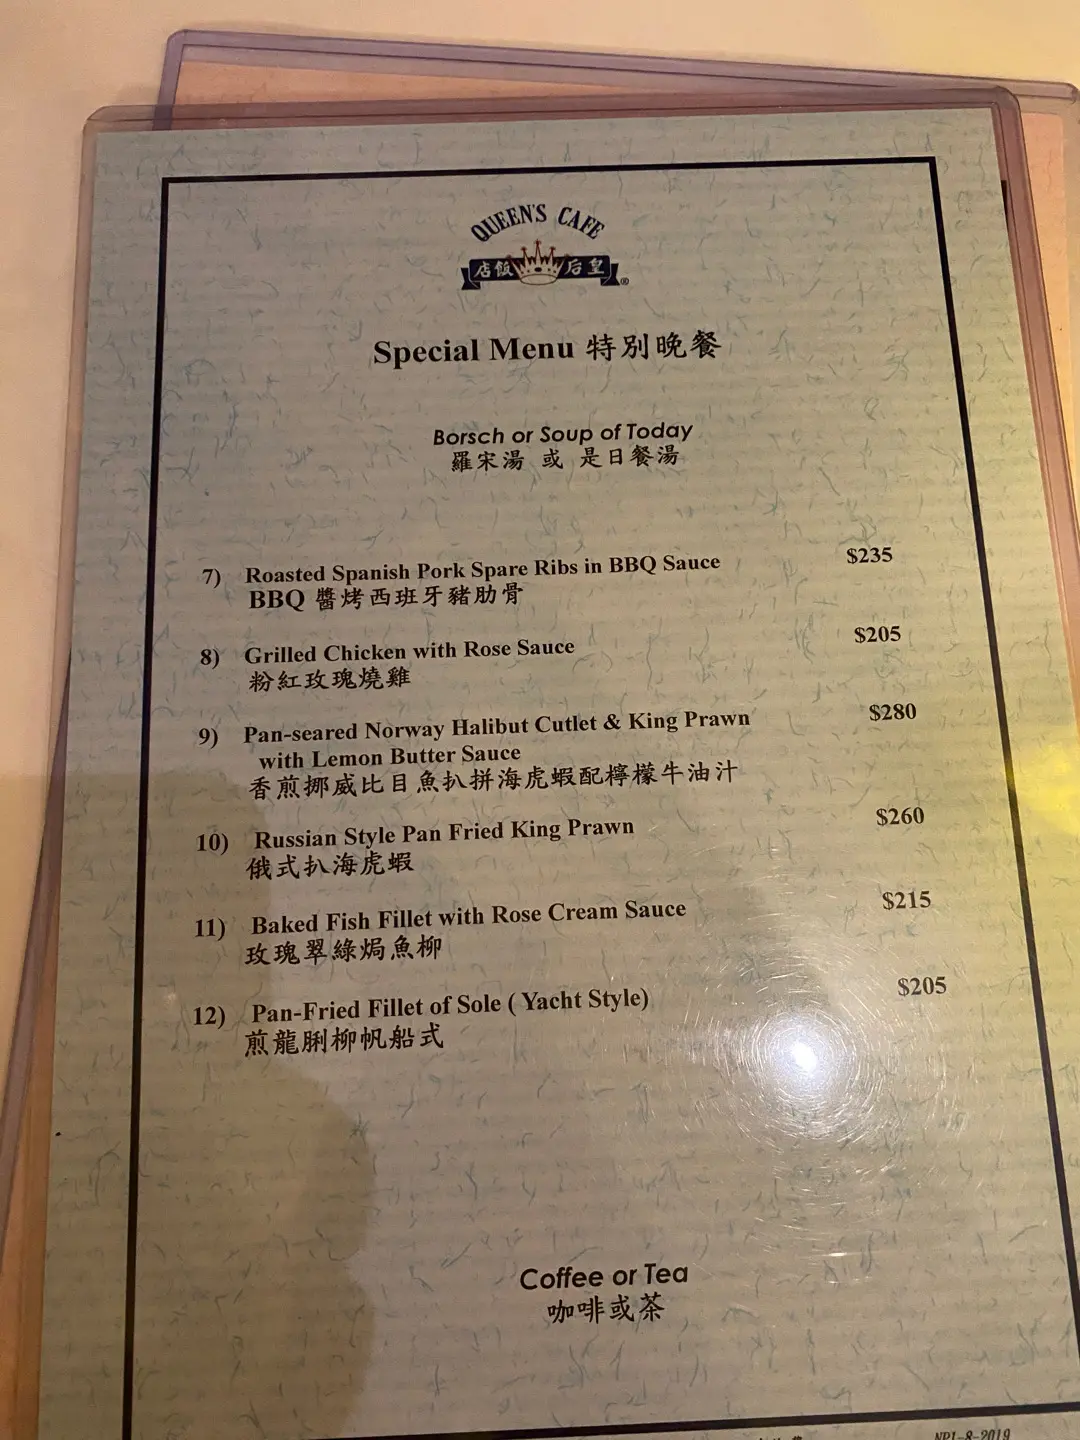 QUEEN'S CAFE
店飯 后皇
®
Special Menu 特別晚餐
Borsch or Soup of Today
羅宋湯 或 是日餐湯
7) Roasted Spanish Pork Spare Ribs in BBQ Sauce $235
BBQ 醬烤西班牙豬肋骨
8) Grilled Chicken with Rose Sauce $205
粉紅玫瑰燒雞
9) Pan-seared Norway Halibut Cutlet & King Prawn $280
with Lemon Butter Sauce
香煎挪威比目魚扒拼海虎蝦配檸檬牛油汁
10) Russian Style Pan Fried King Prawn $260
俄式扒海虎蝦
11) Baked Fish Fillet with Rose Cream Sauce $215
玫瑰翠綠焗魚柳
12) Pan-Fried Fillet of Sole ( Yacht Style) $205
煎龍脷柳帆船式
Coffee or Tea
咖啡或茶
NP1-8-2019